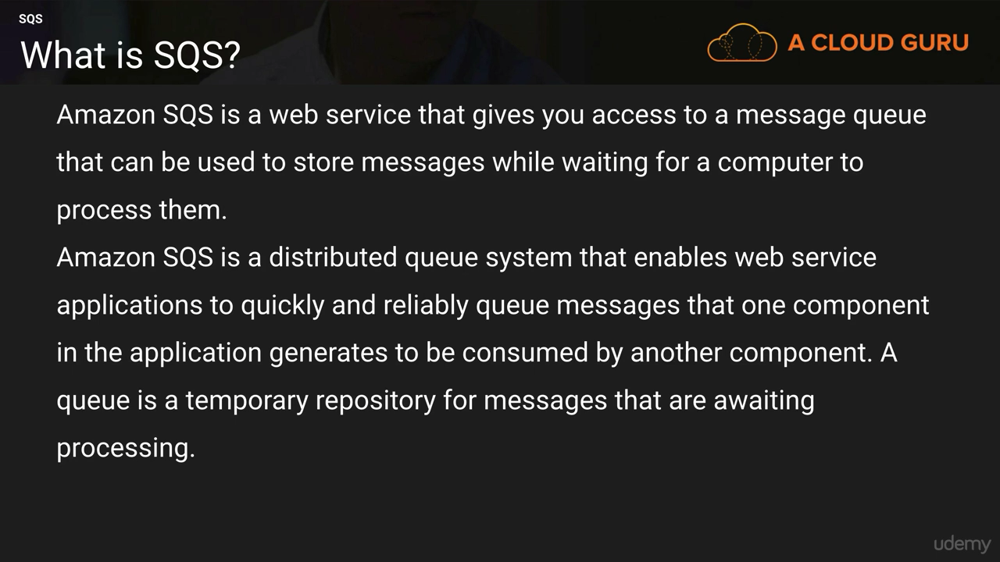 SQS
What is SQS?
A CLOUD GURU
Amazon SQS is a web service that gives you access to a message queue
that can be used to store messages while waiting for a computer to
process them.
Amazon SQS is a distributed queue system that enables web service
applications to quickly and reliably queue messages that one component
in the application generates to be consumed by another component. A
queue is a temporary repository for messages that are awaiting
processing.
udemy